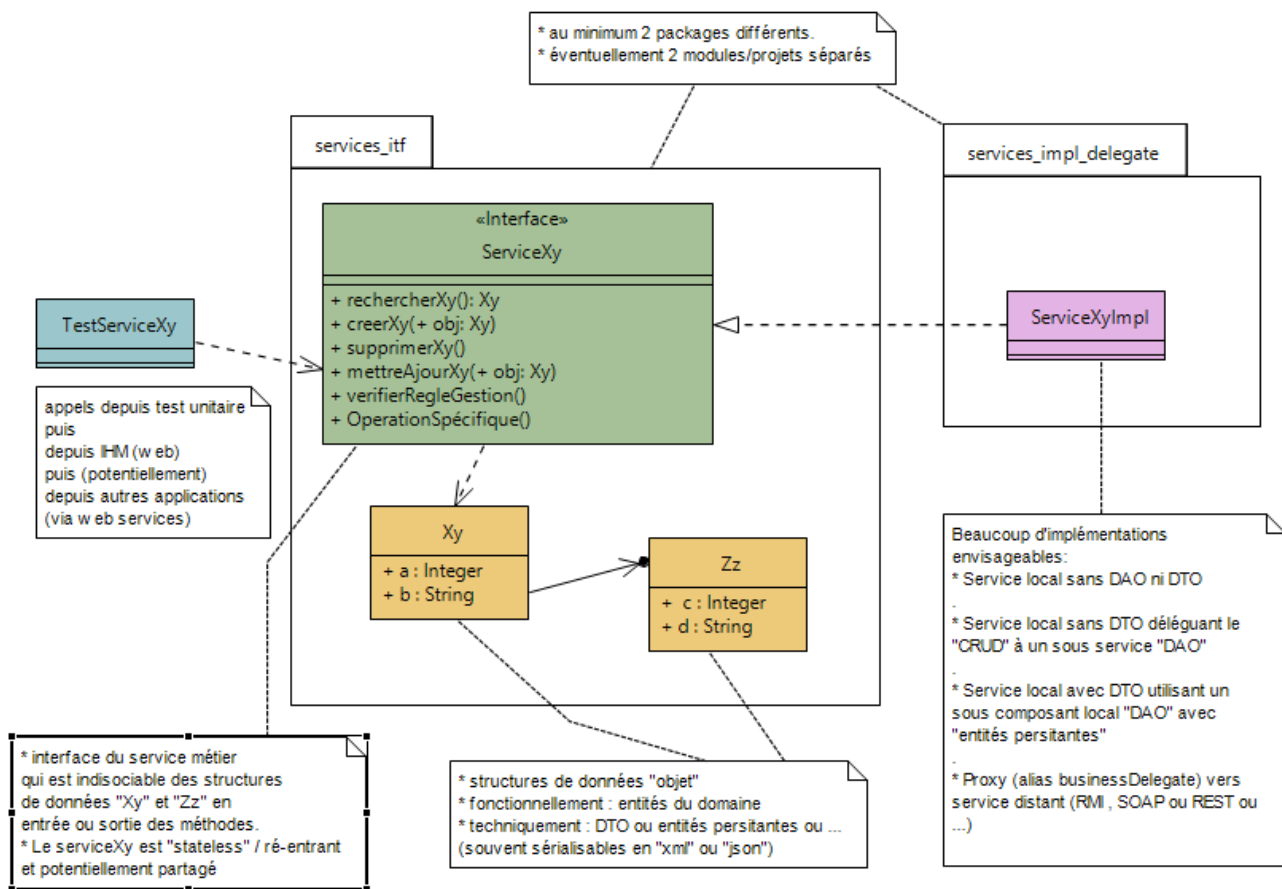 * au minimum 2 packages différents.
* éventuellement 2 modules/projets séparés
services_itf
services_impl_delegate
«Interface»
ServiceXy
+ rechercherXy(): Xy
+ creerXy(+ obj: Xy)
+ supprimerXy()
+ mettreAjourXy(+ obj: Xy)
+ verifierRegleGestion()
+ OperationSpécifique()
TestServiceXy
ServiceXyImpl
appels depuis test unitaire
puis
depuis IHM (web)
puis (potentiellement)
depuis autres applications
(via web services)
Xy
+ a : Integer
+ b : String
Zz
+ c : Integer
+ d : String
Beaucoup d'implémentations
envisageables:
* Service local sans DAO ni DTO
.
* Service local sans DTO déléguant le
"CRUD" à un sous service "DAO"
.
* Service local avec DTO utilisant un
sous composant local "DAO" avec
"entités persitantes"
.
* Proxy (alias businessDelegate) vers
service distant (RMI , SOAP ou REST ou
...)
* interface du service métier
qui est indisociable des structures
de données "Xy" et "Zz" en
entrée ou sortie des méthodes.
* Le serviceXy est "stateless" / ré-entrant
et potentiellement partagé
* structures de données "objet"
* fonctionnellement : entités du domaine
* techniquement : DTO ou entités persitantes ou ...
(souvent sérialisables en "xml" ou "json")